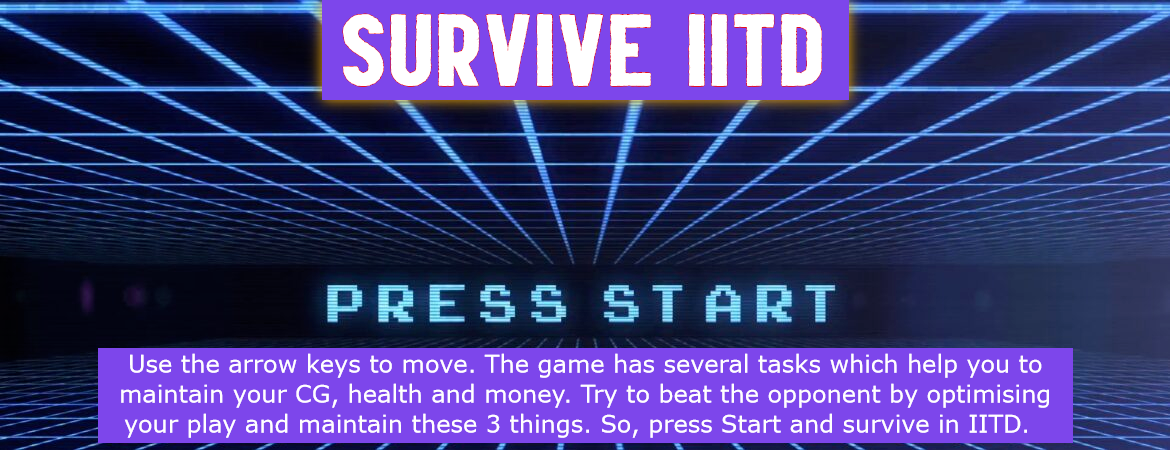 SURVIVE IITD
PRESS START
Use the arrow keys to move. The game has several tasks which help you to
maintain your CG, health and money. Try to beat the opponent by optimising
your play and maintain these 3 things. So, press Start and survive in IITD.